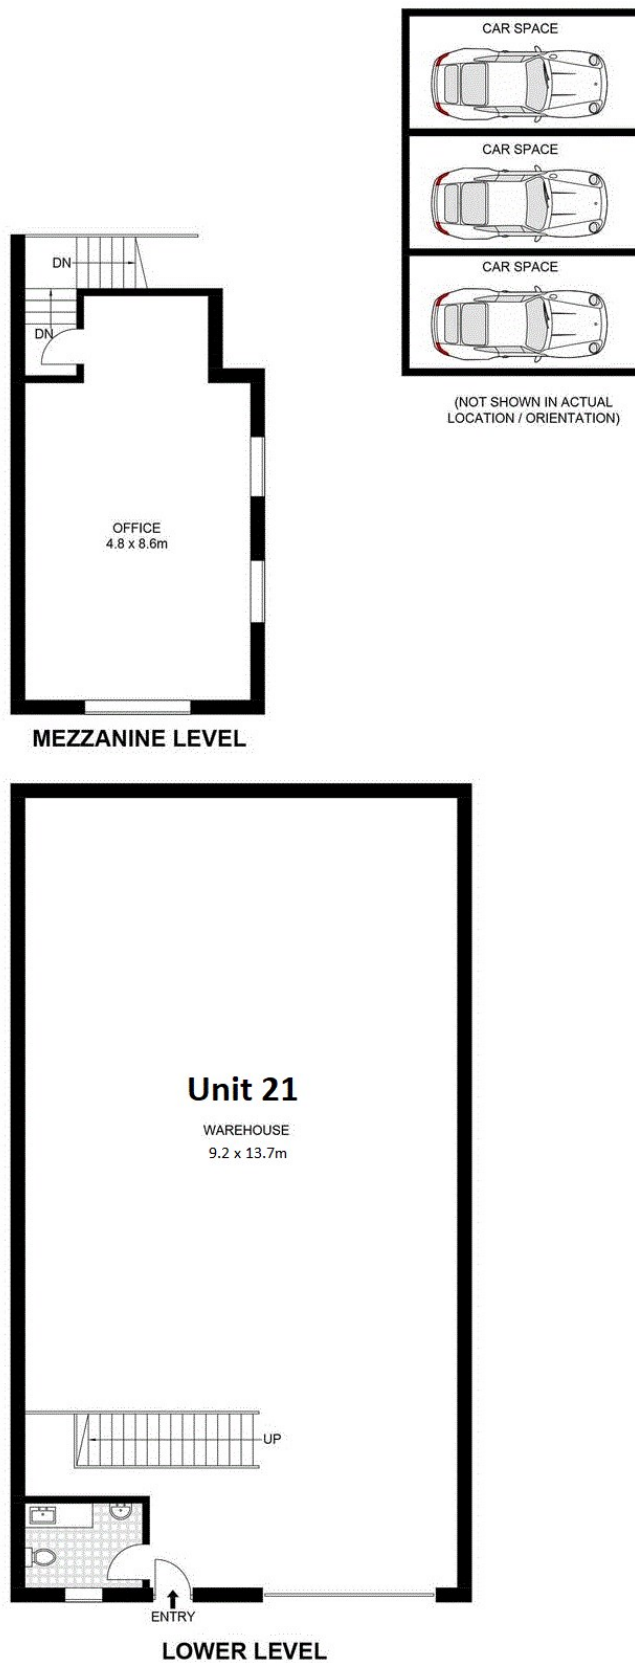 CAR SPACE
CAR SPACE
CAR SPACE
(NOT SHOWN IN ACTUAL
LOCATION / ORIENTATION)
DN
DN
OFFICE
4.8 x 8.6m
MEZZANINE LEVEL
Unit 21
WAREHOUSE
9.2 x 13.7m
UP
ENTRY
LOWER LEVEL